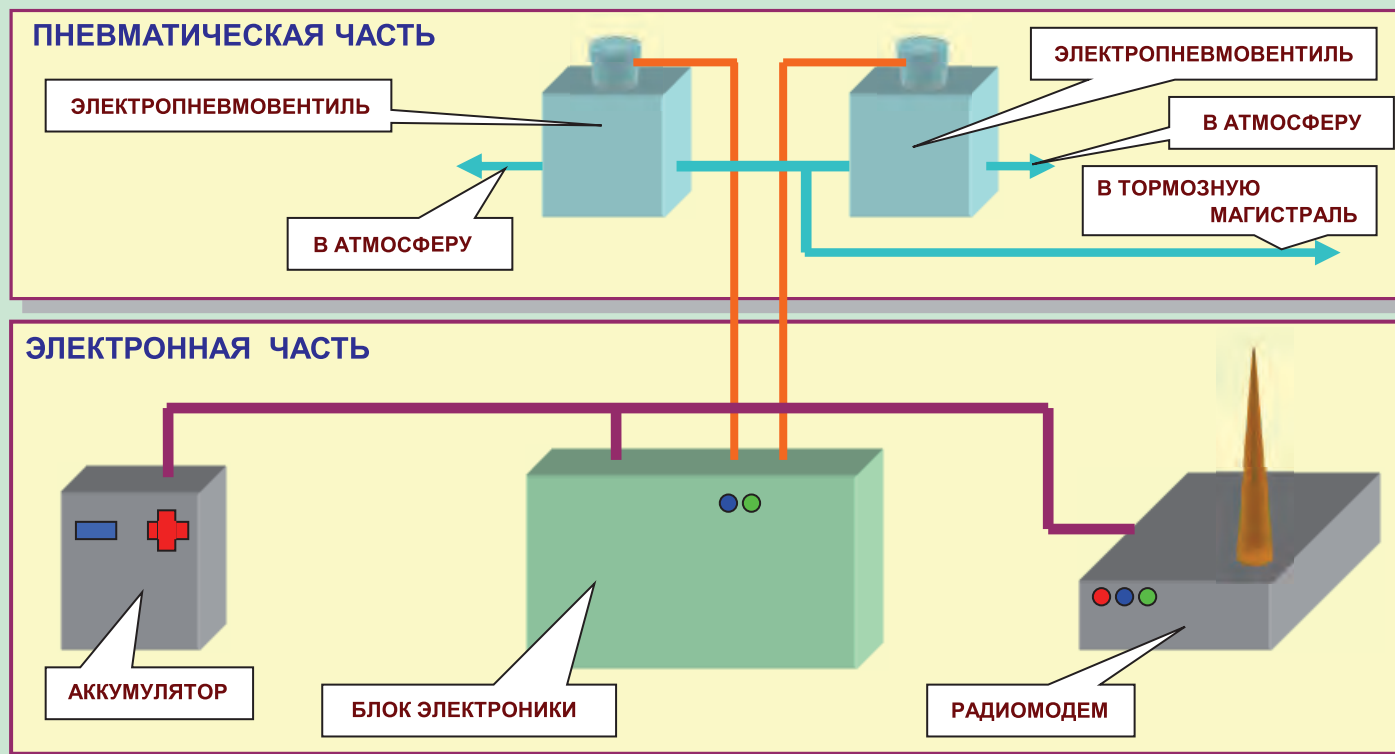 ПНЕВМАТИЧЕСКАЯ ЧАСТЬ
ЭЛЕКТРОПНЕВМОВЕНТИЛЬ
ЭЛЕКТРОПНЕВМОВЕНТИЛЬ
В АТМОСФЕРУ
В ТОРМОЗНУЮ
МАГИСТРАЛЬ
В АТМОСФЕРУ
ЭЛЕКТРОННАЯ ЧАСТЬ
АККУМУЛЯТОР
БЛОК ЭЛЕКТРОНИКИ
РАДИОМОДЕМ